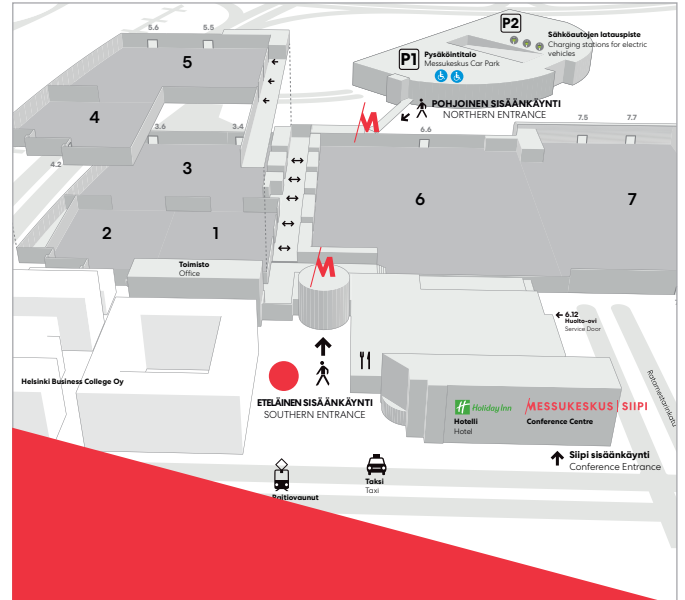 P2
Sähköautojen latauspiste
Charging stations for electric
vehicles
P1
Pysäköintitalo
Messukeskus Car Park
POHJOINEN SISÄÄNKÄYNTI
NORTHERN ENTRANCE
M
5.6
5.5
5
4
3.6
3.4
4.2
3
2
1
6.6
6
7.5
7.7
7
Toimisto
Office
M
6.12
Huolto-ovi
Service Door
Ratamestarinkatu
Helsinki Business College Oy
ETELÄINEN SISÄÄNKÄYNTI
SOUTHERN ENTRANCE
H Holiday Inn
Hotelli
Hotel
MESSUKESKUS | SIIPI
Conference Centre
Siipi sisäänkäynti
Conference Entrance
Taksi
Taxi
Raitiovaunut